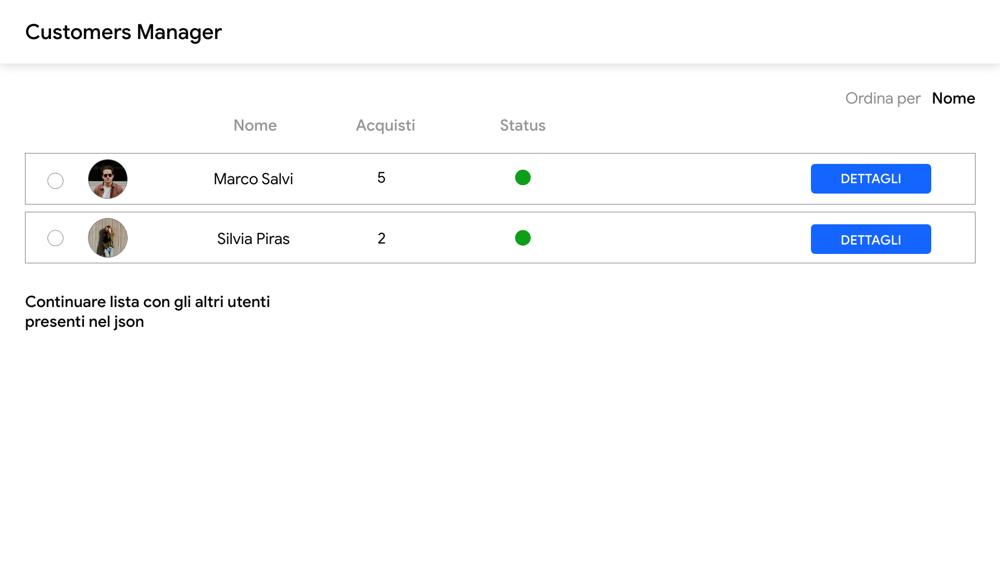 Customers Manager
Ordina per Nome
Nome Acquisti Status
Marco Salvi 5 DETTAGLI
Silvia Piras 2 DETTAGLI
Continuare lista con gli altri utenti
presenti nel json